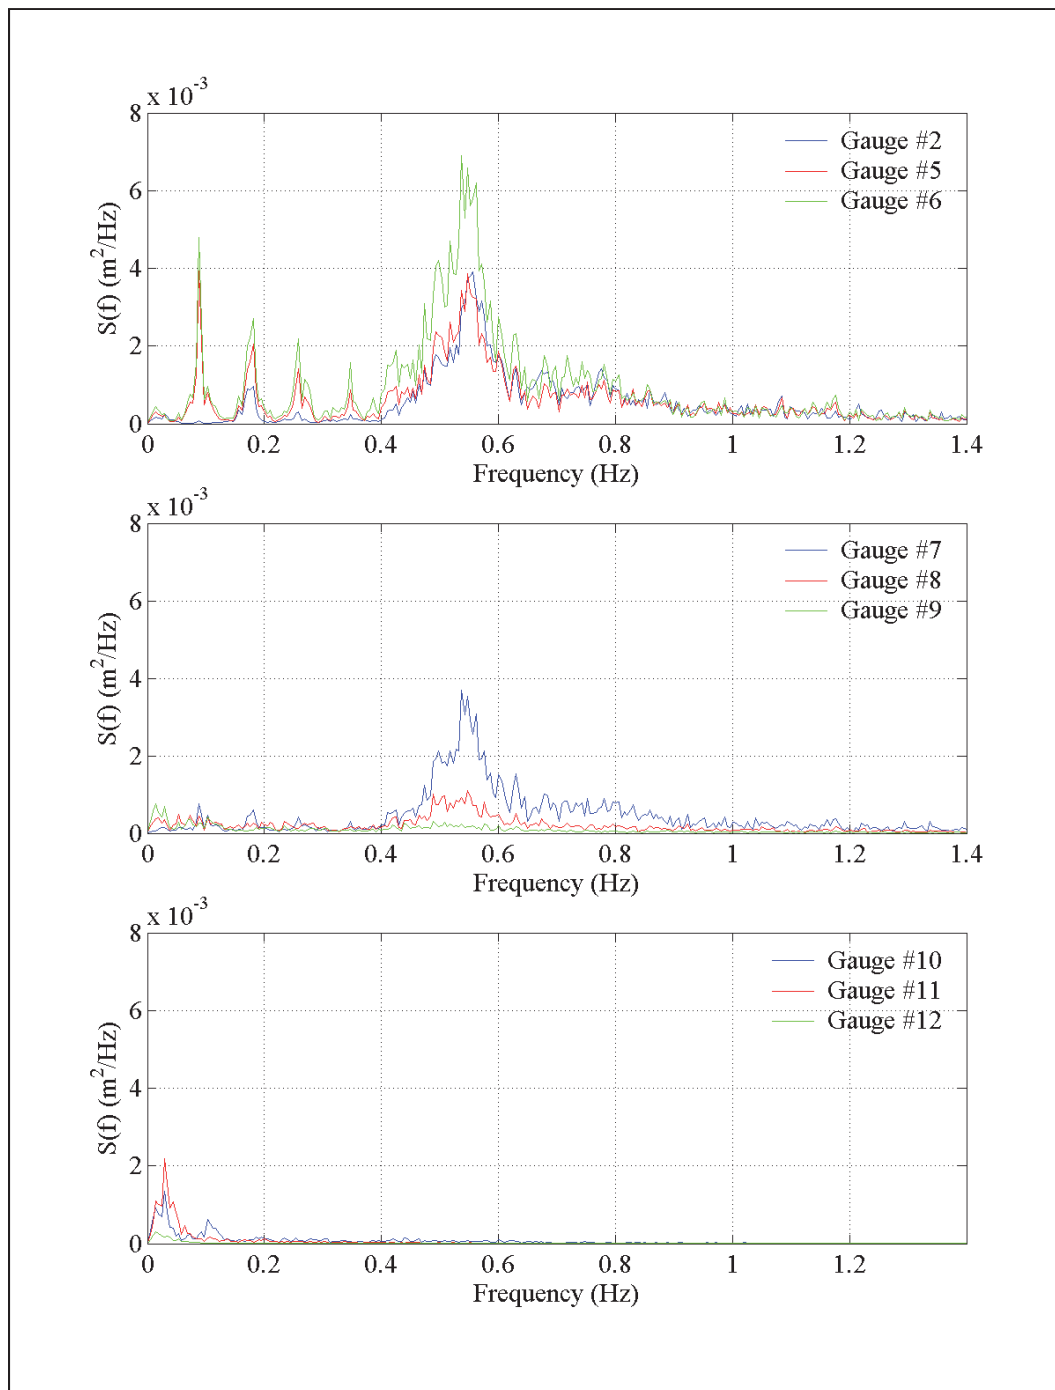 x 10^-3
8
6
4
2
0
S(f) (m^2/Hz)
Gauge #2
Gauge #5
Gauge #6
0 0.2 0.4 0.6 0.8 1 1.2 1.4
Frequency (Hz)
x 10^-3
8
6
4
2
0
S(f) (m^2/Hz)
Gauge #7
Gauge #8
Gauge #9
0 0.2 0.4 0.6 0.8 1 1.2 1.4
Frequency (Hz)
x 10^-3
8
6
4
2
0
S(f) (m^2/Hz)
Gauge #10
Gauge #11
Gauge #12
0 0.2 0.4 0.6 0.8 1 1.2
Frequency (Hz)